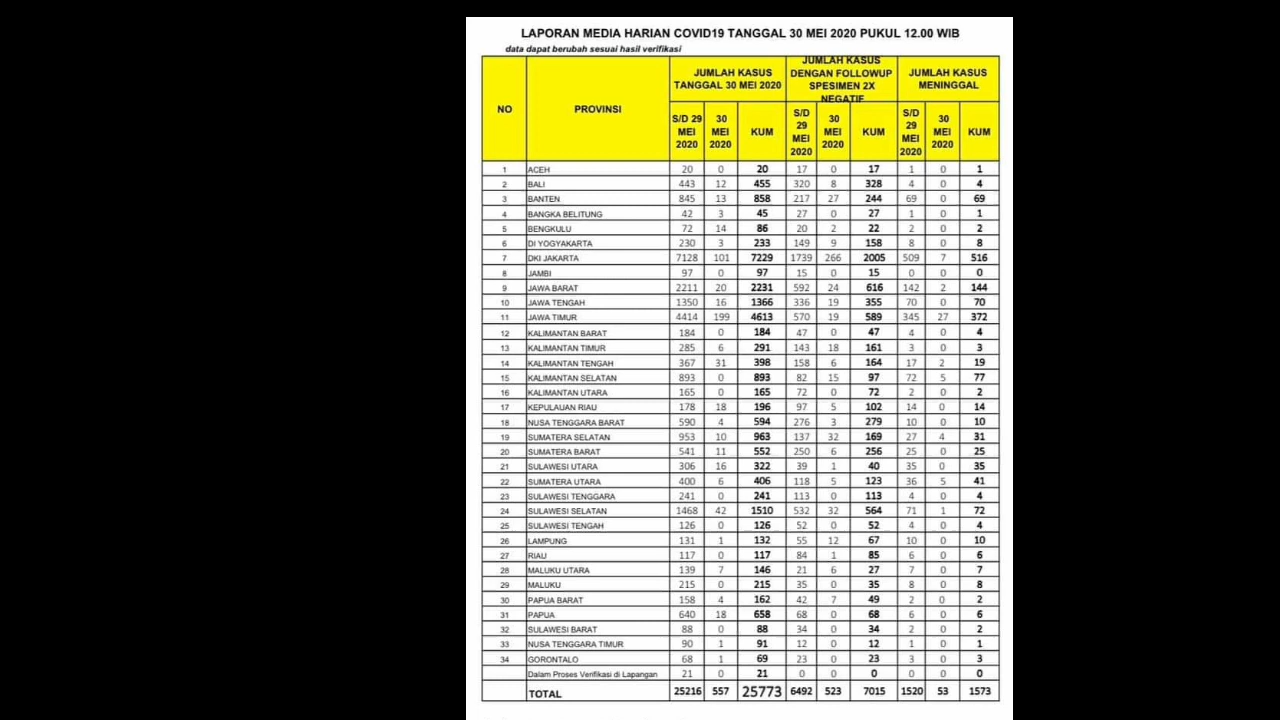 LAPORAN MEDIA HARIAN COVID19 TANGGAL 30 MEI 2020 PUKUL 12.00 WIB
data dapat berubah sesuai hasil verifikasi
NO PROVINSI JUMLAH KASUS TANGGAL 30 MEI 2020 JUMLAH KASUS DENGAN FOLLOWUP SPESIMEN 2X NEGATIF JUMLAH KASUS MENINGGAL
S/D 29 MEI 2020 30 MEI 2020 KUM S/D 29 MEI 2020 30 MEI 2020 KUM S/D 29 MEI 2020 30 MEI 2020 KUM
1 ACEH 20 0 20 17 0 17 1 0 1
2 BALI 443 12 455 320 8 328 4 0 4
3 BANTEN 845 13 858 217 27 244 69 0 69
4 BANGKA BELITUNG 42 3 45 27 0 27 1 0 1
5 BENGKULU 72 14 86 20 2 22 2 0 2
6 DI YOGYAKARTA 230 3 233 149 9 158 8 0 8
7 DKI JAKARTA 7128 101 7229 1739 266 2005 509 7 516
8 JAMBI 97 0 97 15 0 15 0 0 0
9 JAWA BARAT 2211 20 2231 592 24 616 142 2 144
10 JAWA TENGAH 1350 16 1366 336 19 355 70 0 70
11 JAWA TIMUR 4414 199 4613 570 19 589 345 27 372
12 KALIMANTAN BARAT 184 0 184 47 0 47 4 0 4
13 KALIMANTAN TIMUR 285 6 291 143 18 161 3 0 3
14 KALIMANTAN TENGAH 367 31 398 158 6 164 17 2 19
15 KALIMANTAN SELATAN 893 0 893 82 15 97 72 5 77
16 KALIMANTAN UTARA 165 0 165 72 0 72 2 0 2
17 KEPULAUAN RIAU 178 18 196 97 5 102 14 0 14
18 NUSA TENGGARA BARAT 590 4 594 276 3 279 10 0 10
19 SUMATERA SELATAN 953 10 963 137 32 169 27 4 31
20 SUMATERA BARAT 541 11 552 250 6 256 25 0 25
21 SULAWESI UTARA 306 16 322 39 1 40 35 0 35
22 SUMATERA UTARA 400 6 406 118 5 123 36 5 41
23 SULAWESI TENGGARA 241 0 241 113 0 113 4 0 4
24 SULAWESI SELATAN 1468 42 1510 532 32 564 71 1 72
25 SULAWESI TENGAH 126 0 126 52 0 52 4 0 4
26 LAMPUNG 131 1 132 55 12 67 10 0 10
27 RIAU 117 0 117 84 1 85 6 0 6
28 MALUKU UTARA 139 7 146 21 6 27 7 0 7
29 MALUKU 215 0 215 35 0 35 8 0 8
30 PAPUA BARAT 158 4 162 42 7 49 2 0 2
31 PAPUA 640 18 658 68 0 68 6 0 6
32 SULAWESI BARAT 88 0 88 34 0 34 2 0 2
33 NUSA TENGGARA TIMUR 90 1 91 12 0 12 1 0 1
34 GORONTALO 68 1 69 23 0 23 3 0 3
Dalam Proses Verifikasi di Lapangan 21 0 21 0 0 0 0 0 0
TOTAL 25216 557 25773 6492 523 7015 1520 53 1573